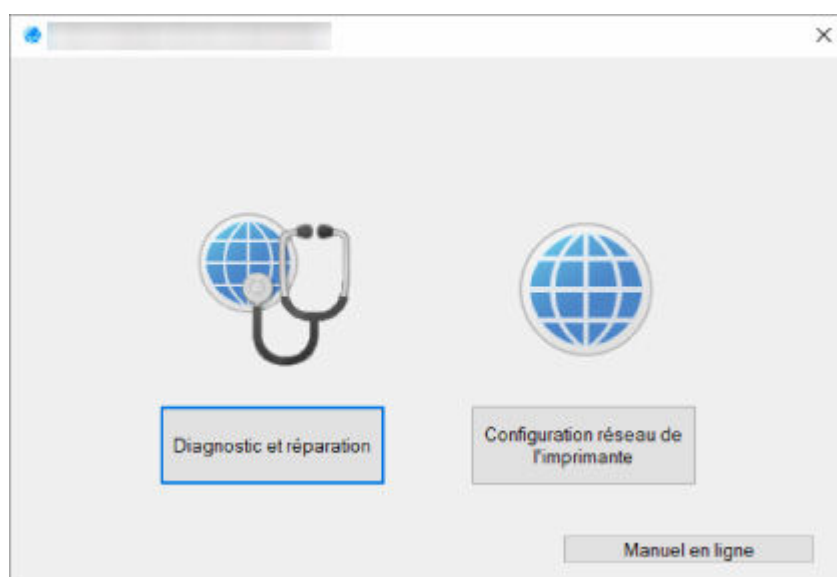 Diagnostic et réparation
Configuration réseau de
l'imprimante
Manuel en ligne